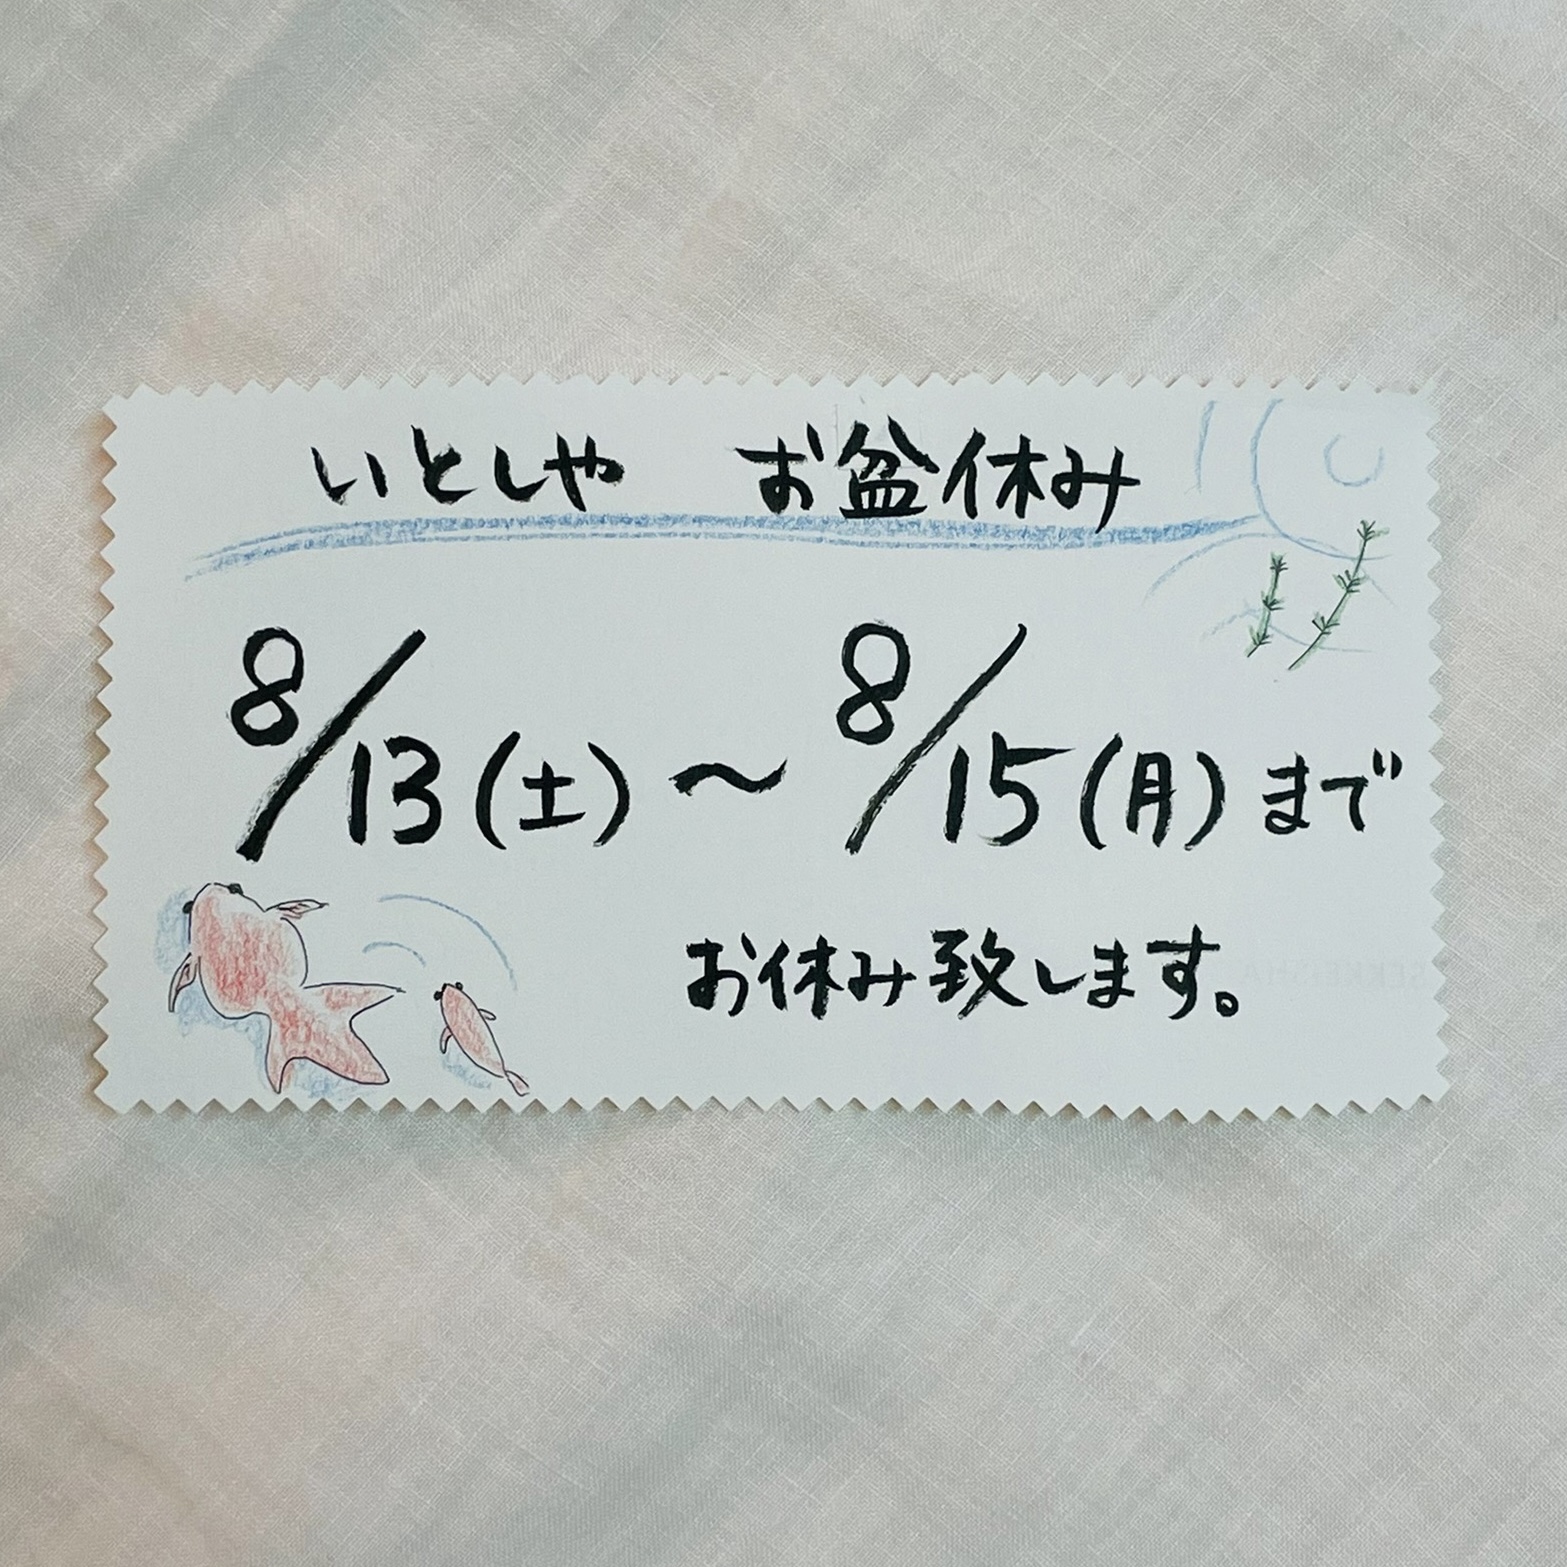 いとしや お盆休み
8/13(土)〜8/15(月)まで
お休み致します。